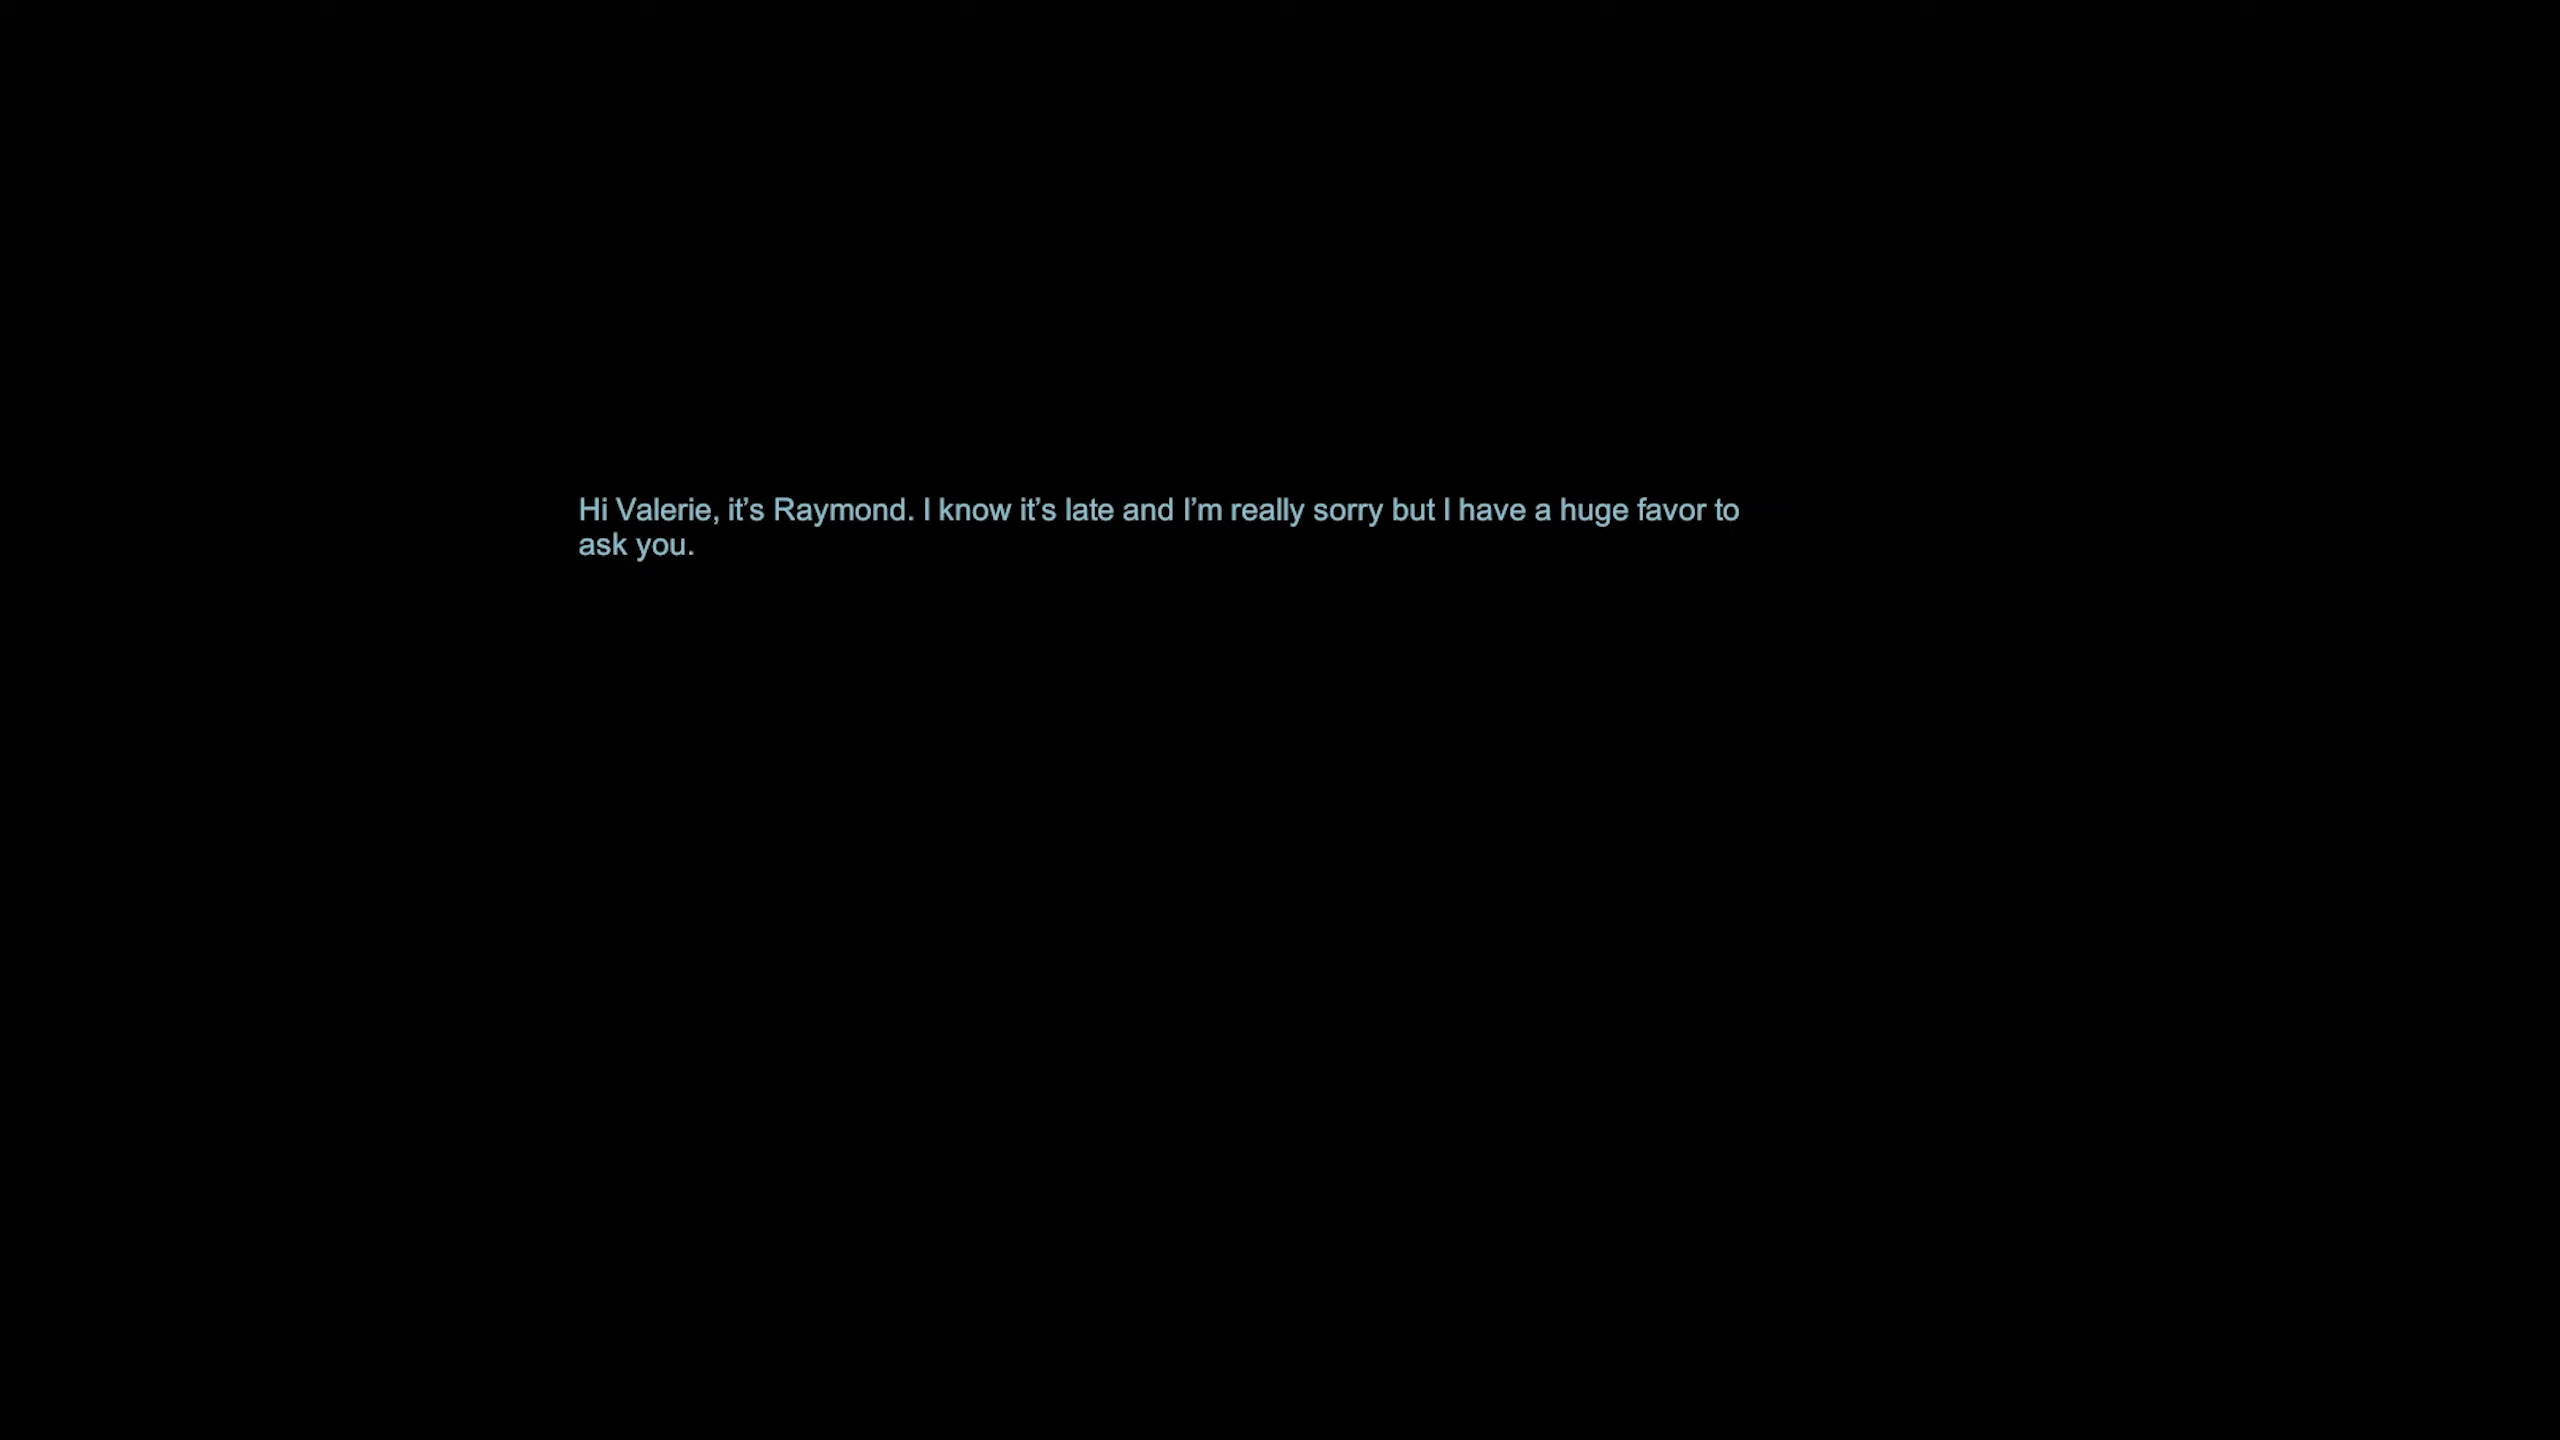 Hi Valerie, it’s Raymond. I know it’s late and I’m really sorry but I have a huge favor to
ask you.